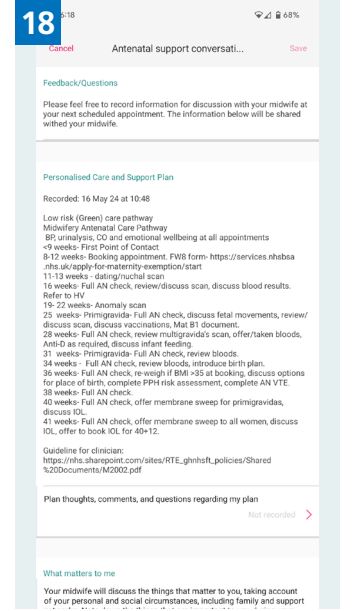 18
6:18
68%
Cancel
Antenatal support conversati...
Save
Feedback/Questions
Please feel free to record information for discussion with your midwife at
your next scheduled appointment. The information below will be shared
withed your midwife.
Personalised Care and Support Plan
Recorded: 16 May 24 at 10:48
Low risk (Green) care pathway
Midwifery Antenatal Care Pathway
BP, urinalysis, CO and emotional wellbeing at all appointments
<9 weeks- First Point of Contact
8-12 weeks- Booking appointment. FW8 form- https://services.nhsbsa
.nhs.uk/apply-for-maternity-exemption/start
11-13 weeks - dating/nuchal scan
16 weeks- Full AN check, review/discuss scan, discuss blood results.
Refer to HV
19- 22 weeks- Anomaly scan
25  weeks- Primigravida- Full AN check, discuss fetal movements, review/
discuss scan, discuss vaccinations, Mat B1 document.
28 weeks- Full AN check, review multigravida's scan, offer/taken bloods,
Anti-D as required, discuss infant feeding.
31  weeks- Primigravida- Full AN check, review bloods.
34 weeks -  Full AN check, review bloods, introduce birth plan.
36 weeks- Full AN check, re-weigh if BMI >35 at booking, discuss options
for place of birth, complete PPH risk assessment, complete AN VTE.
38 weeks- Full AN check.
40 weeks- Full AN check, offer membrane sweep for primigravidas,
discuss IOL.
41 weeks- Full AN check, offer membrane sweep to all women, discuss
IOL, offer to book IOL for 40+12.
Guideline for clinician:
https://nhs.sharepoint.com/sites/RTE_ghnhsft_policies/Shared
%20Documents/M2002.pdf
Plan thoughts, comments, and questions regarding my plan
Not recorded
What matters to me
Your midwife will discuss the things that matter to you, taking account
of your personal and social circumstances, including family and support